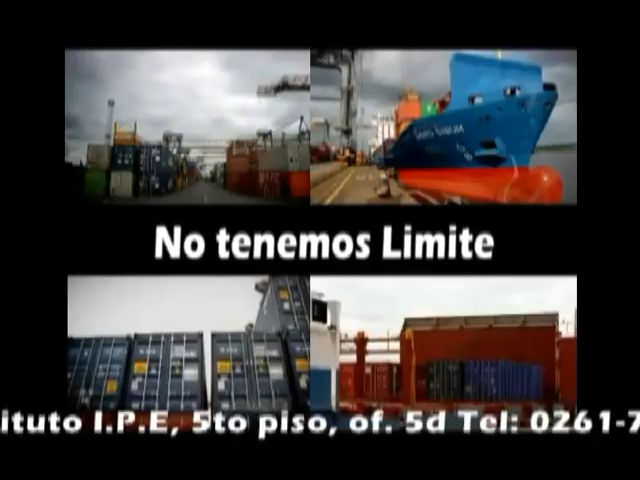 No tenemos Limite
ituto I.P.E, 5to piso, of. 5d Tel: 0261-7